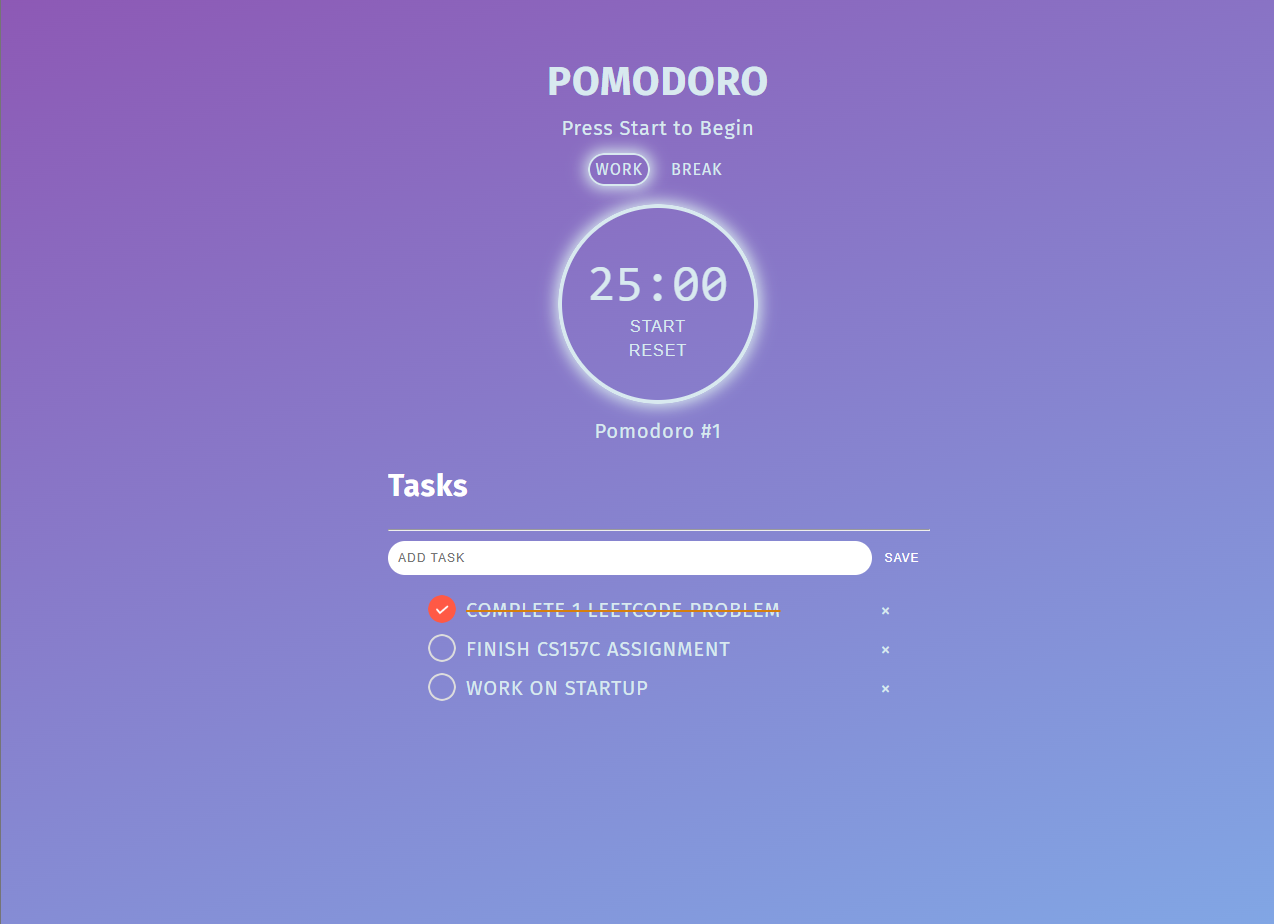 POMODORO
Press Start to Begin
WORK BREAK
25:00
START
RESET
Pomodoro #1
Tasks
ADD TASK SAVE
COMPLETE 1 LEETCODE PROBLEM ×
FINISH CS157C ASSIGNMENT ×
WORK ON STARTUP ×